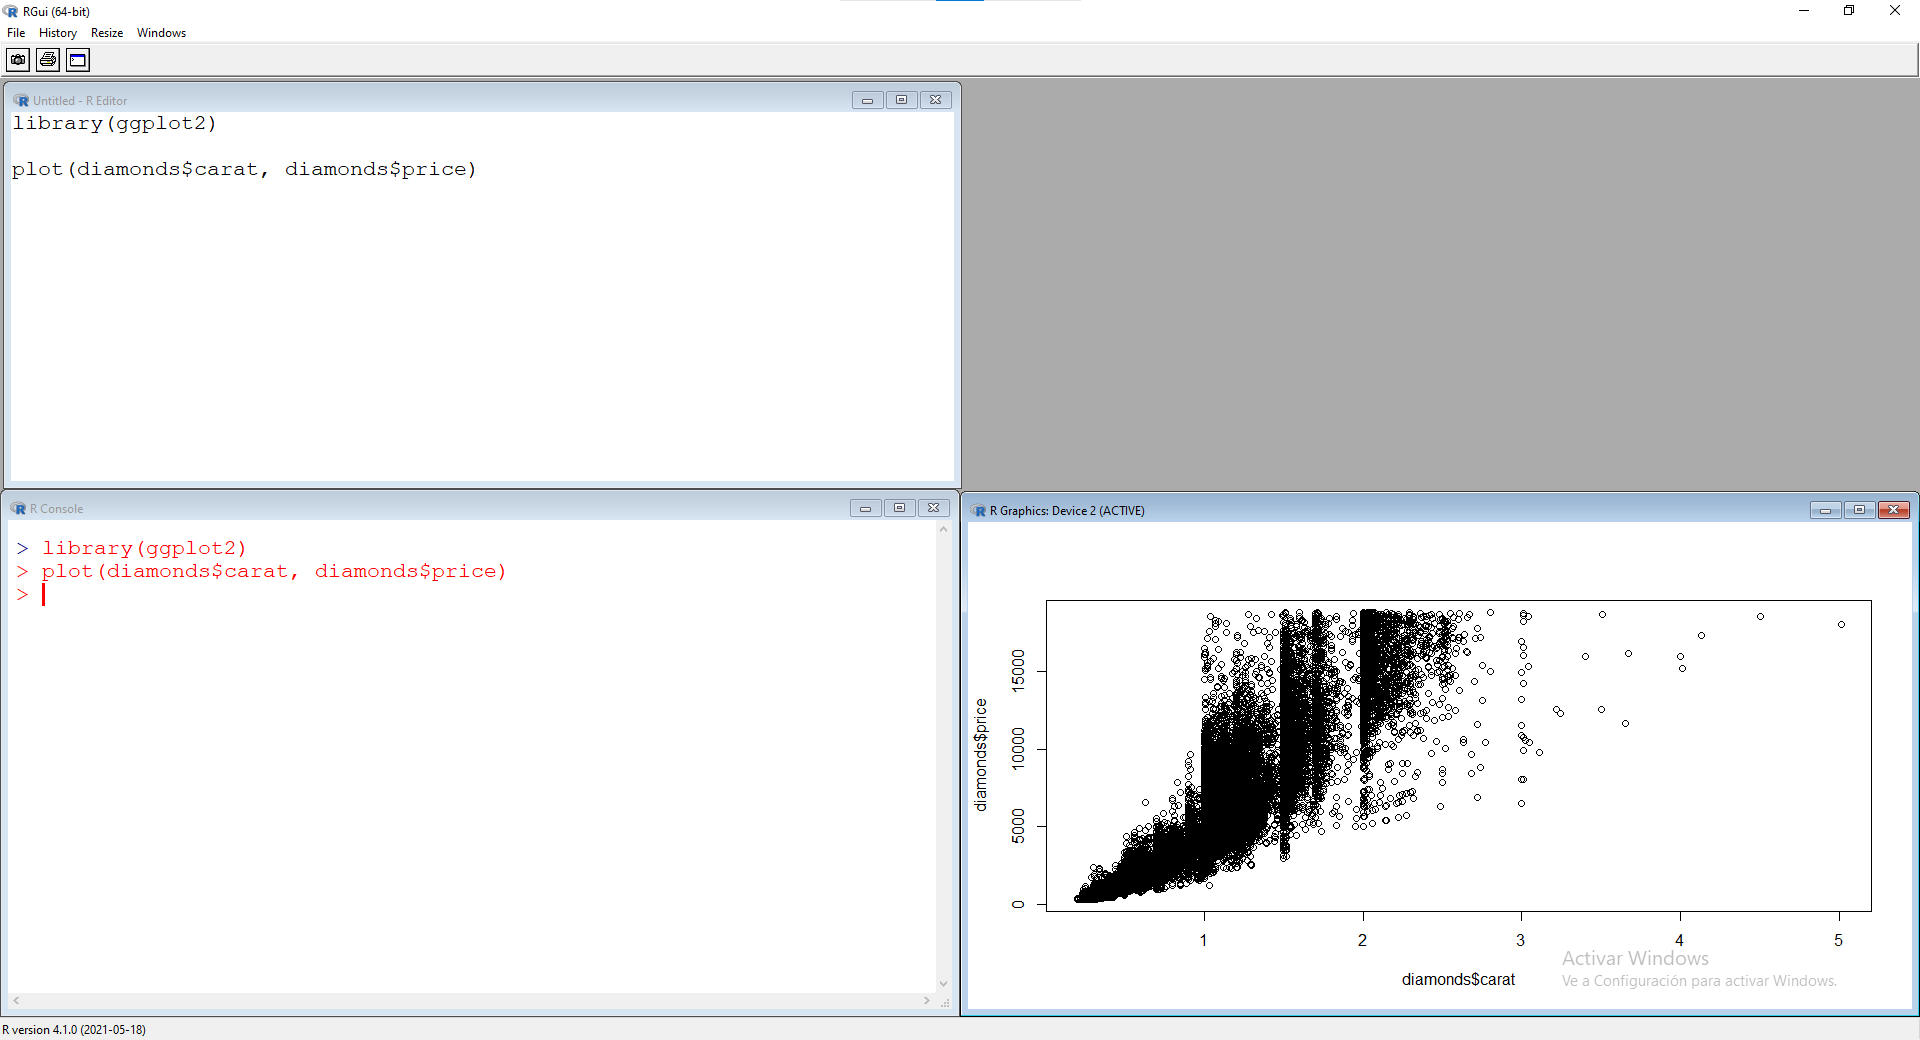 RGui (64-bit)
File History Resize Windows
Untitled - R Editor
library(ggplot2)
plot(diamonds$carat, diamonds$price)
R Console
> library(ggplot2)
> plot(diamonds$carat, diamonds$price)
>
R Graphics: Device 2 (ACTIVE)
diamonds$price
15000
10000
5000
0
1 2 3 4 5
diamonds$carat
Activar Windows
Ve a Configuración para activar Windows.
R version 4.1.0 (2021-05-18)